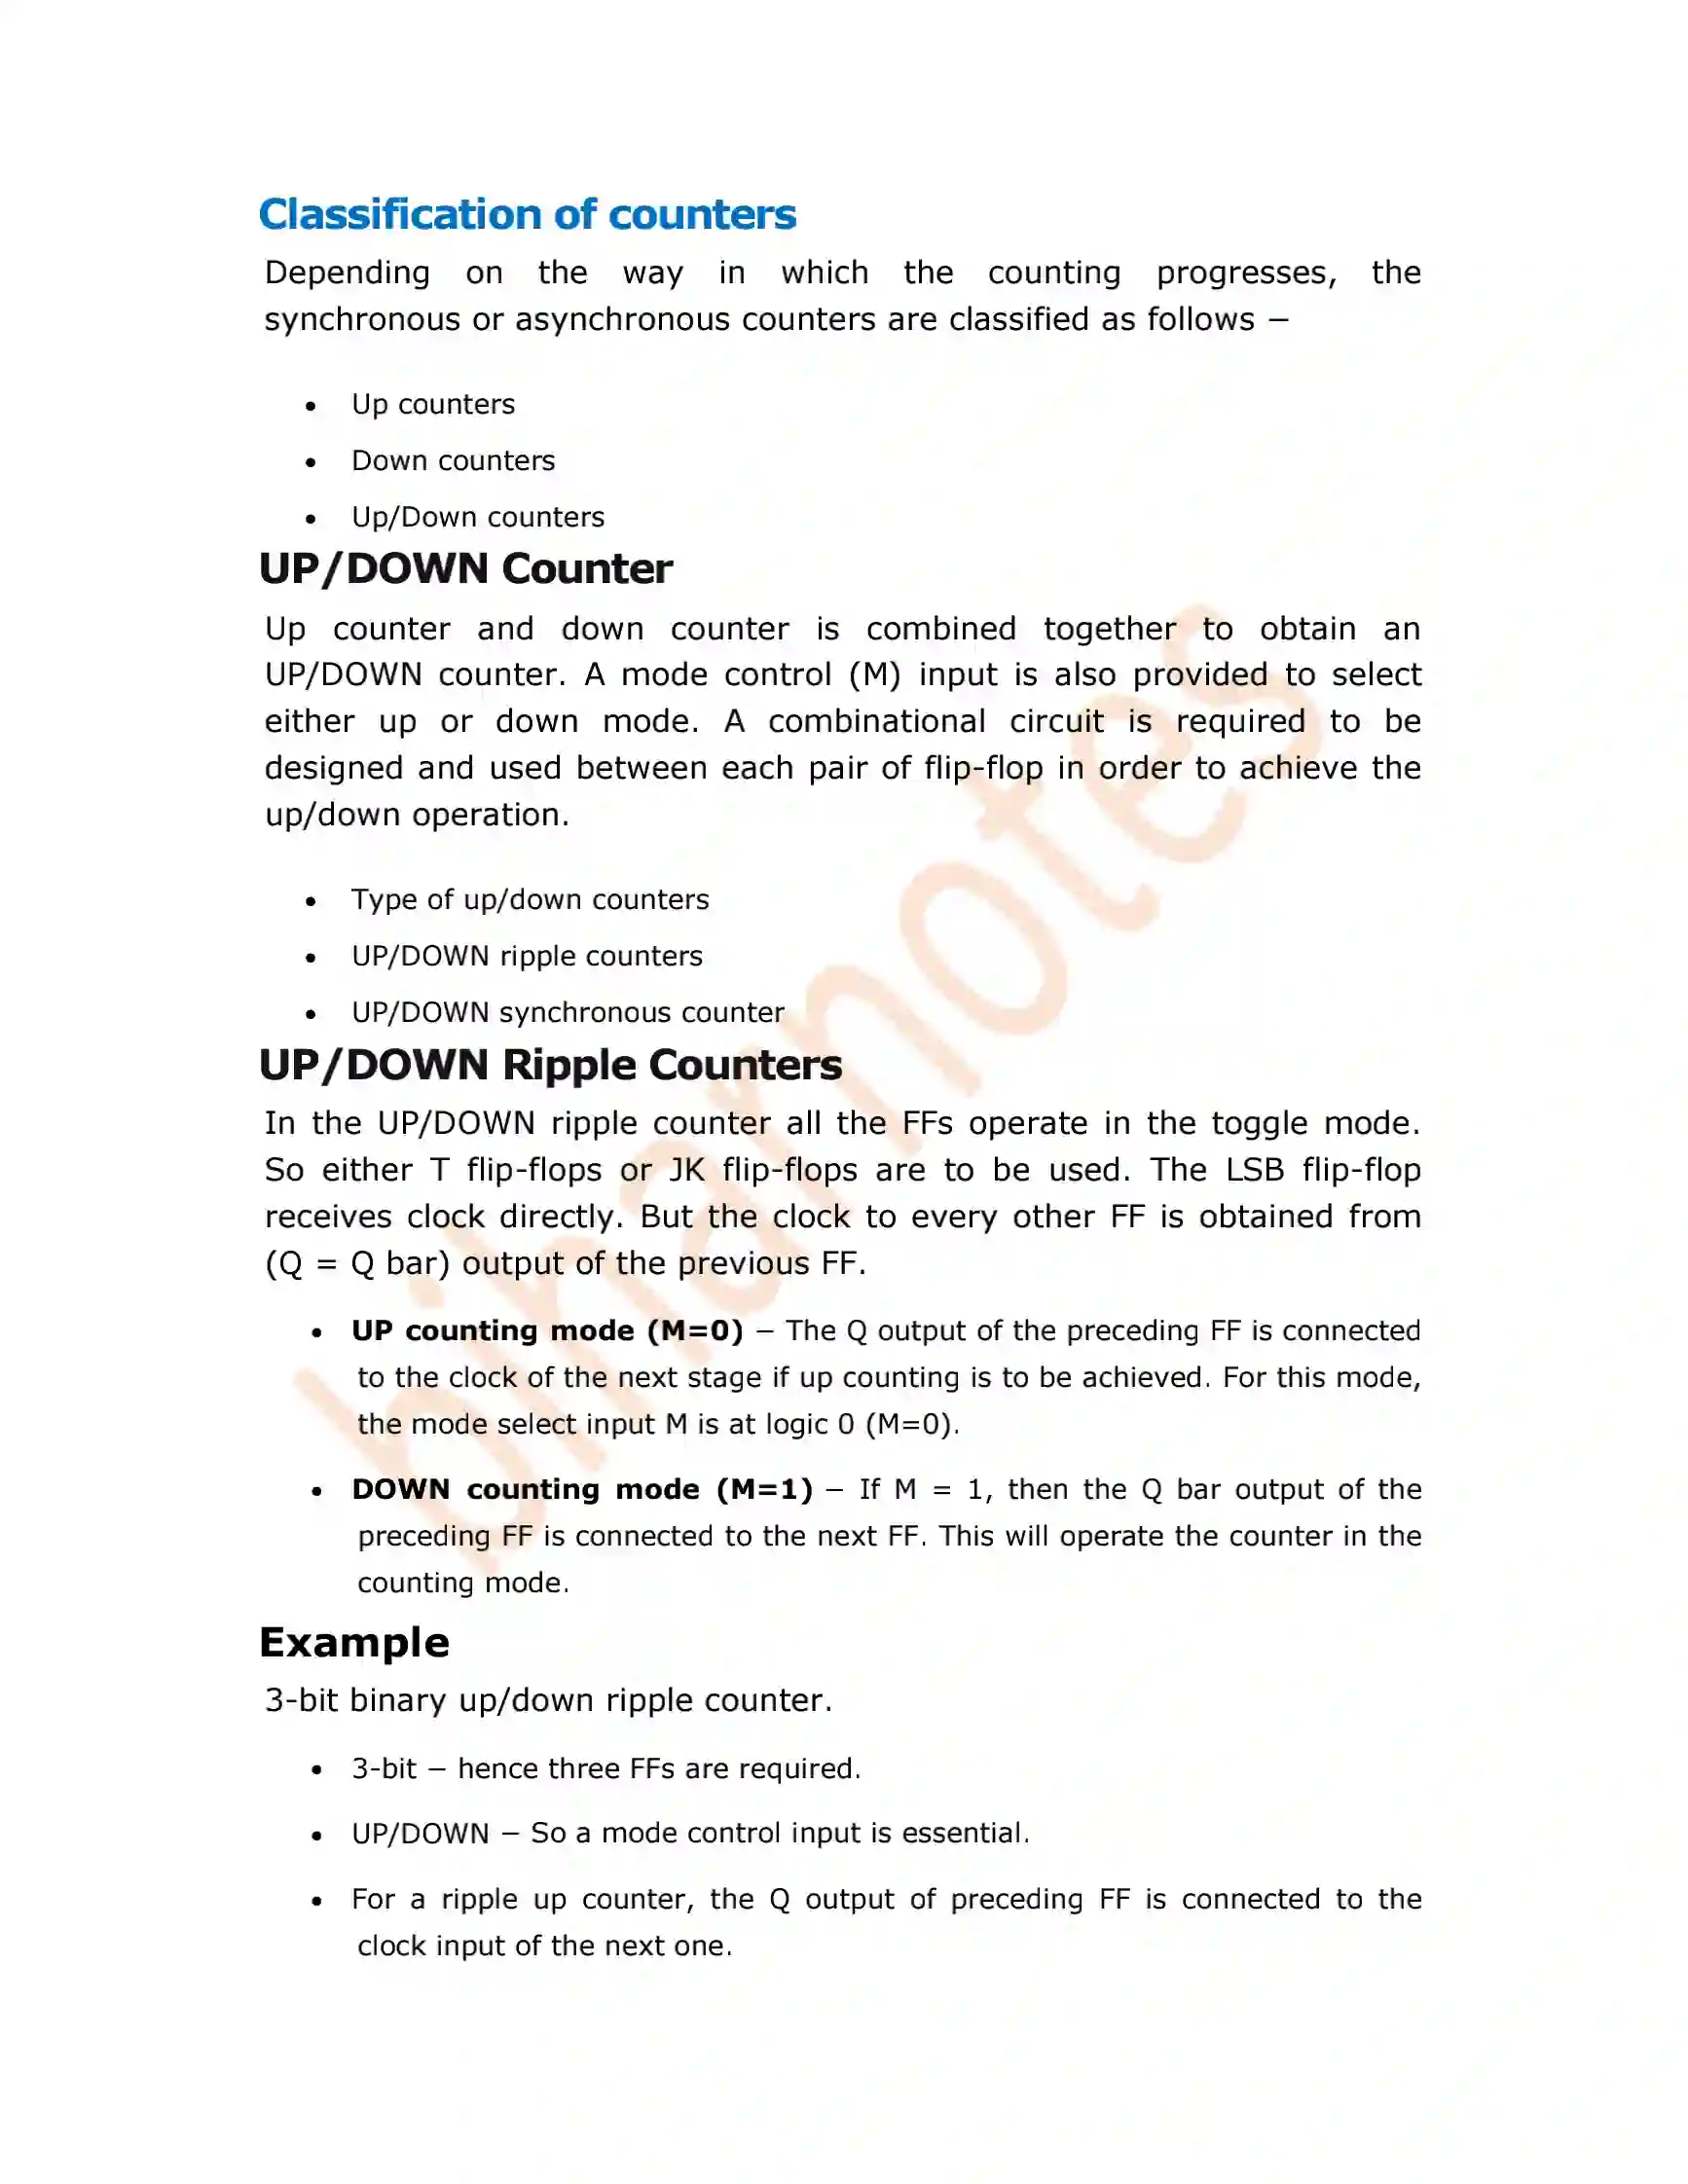 Classification of counters
Depending on the way in which the counting progresses, the
synchronous or asynchronous counters are classified as follows −
• Up counters
• Down counters
• Up/Down counters
UP/DOWN Counter
Up counter and down counter is combined together to obtain an
UP/DOWN counter. A mode control (M) input is also provided to select
either up or down mode. A combinational circuit is required to be
designed and used between each pair of flip-flop in order to achieve the
up/down operation.
• Type of up/down counters
• UP/DOWN ripple counters
• UP/DOWN synchronous counter
UP/DOWN Ripple Counters
In the UP/DOWN ripple counter all the FFs operate in the toggle mode.
So either T flip-flops or JK flip-flops are to be used. The LSB flip-flop
receives clock directly. But the clock to every other FF is obtained from
(Q = Q bar) output of the previous FF.
• UP counting mode (M=0) − The Q output of the preceding FF is connected
to the clock of the next stage if up counting is to be achieved. For this mode,
the mode select input M is at logic 0 (M=0).
• DOWN counting mode (M=1) − If M = 1, then the Q bar output of the
preceding FF is connected to the next FF. This will operate the counter in the
counting mode.
Example
3-bit binary up/down ripple counter.
• 3-bit − hence three FFs are required.
• UP/DOWN − So a mode control input is essential.
• For a ripple up counter, the Q output of preceding FF is connected to the
clock input of the next one.
biharnotes